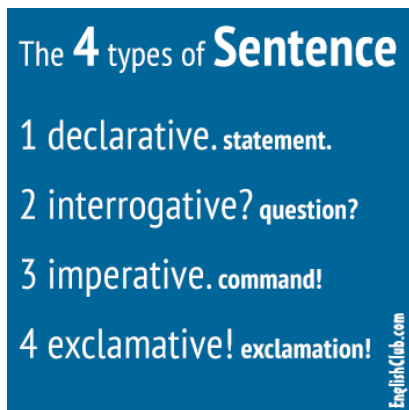 The 4 types of Sentence
1 declarative. statement.
2 interrogative? question?
3 imperative. command!
4 exclamative! exclamation!
EnglishClub.com